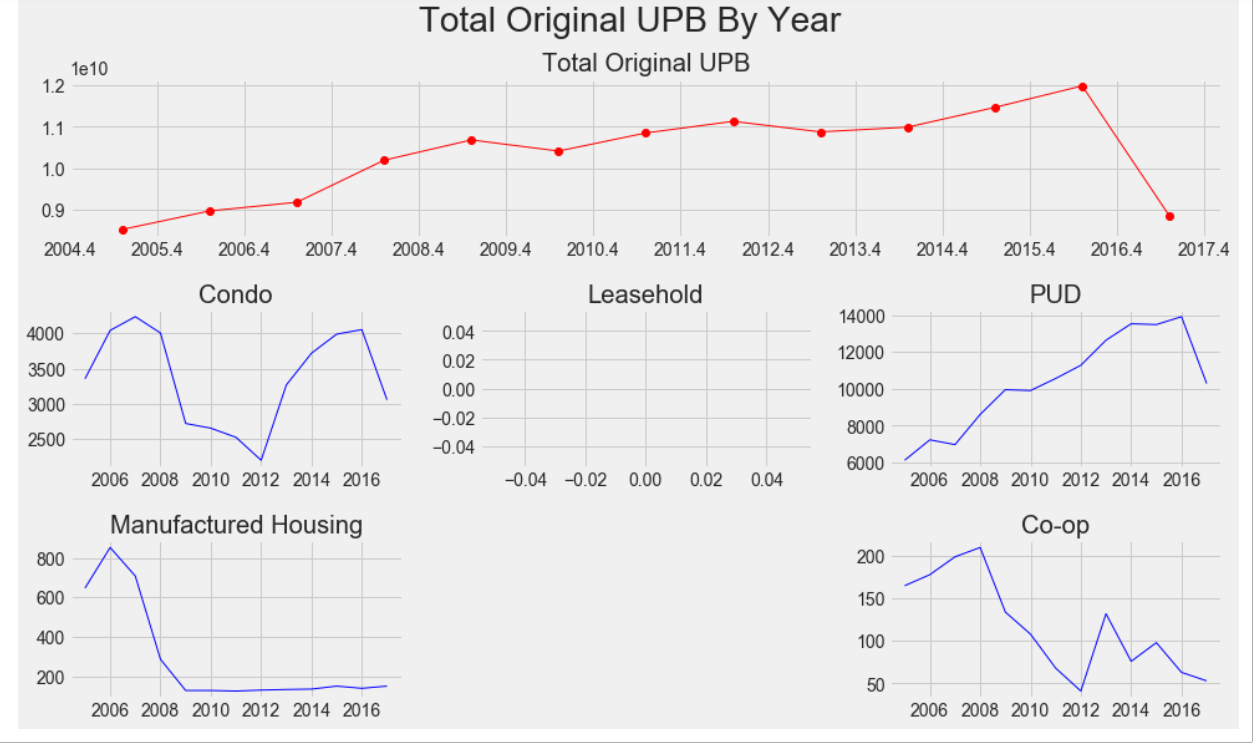 Total Original UPB By Year
Total Original UPB
1e10
1.2
1.1
1.0
0.9
2004.4 2005.4 2006.4 2007.4 2008.4 2009.4 2010.4 2011.4 2012.4 2013.4 2014.4 2015.4 2016.4 2017.4
Condo
4000
3500
3000
2500
2006 2008 2010 2012 2014 2016
Leasehold
0.04
0.02
0.00
−0.02
−0.04
−0.04 −0.02 0.00 0.02 0.04
PUD
14000
12000
10000
8000
6000
2006 2008 2010 2012 2014 2016
Manufactured Housing
800
600
400
200
2006 2008 2010 2012 2014 2016
Co-op
200
150
100
50
2006 2008 2010 2012 2014 2016